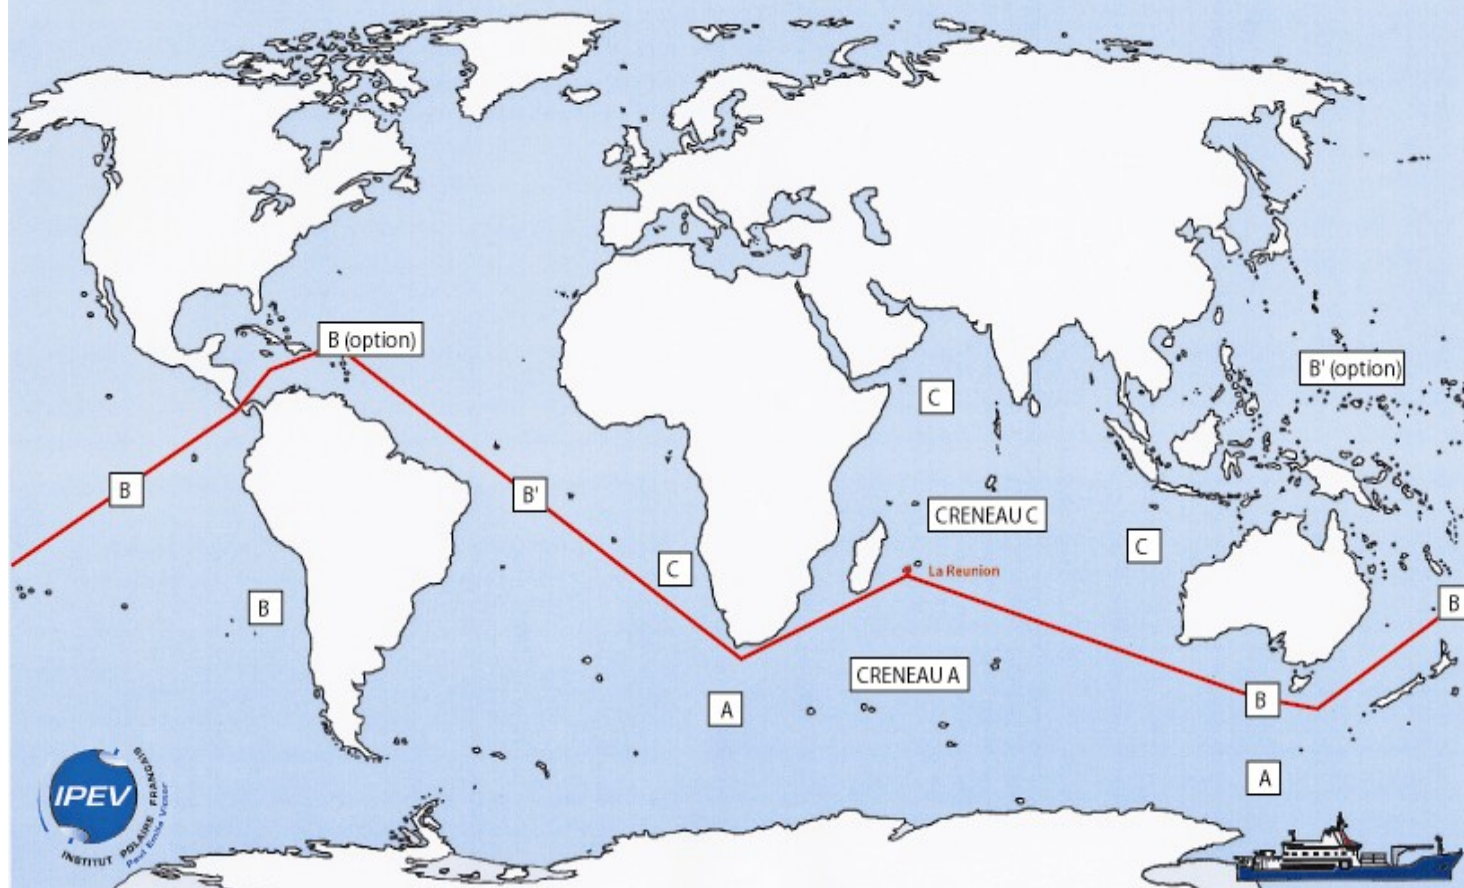 B (option)
B' (option)
C
B
B'
CRENEAU C
C
C
La Reunion
B
B
CRENEAU A
B
A
A
IPEV
INSTITUT POLAIRE FRANÇAIS
Paul Emile Victor